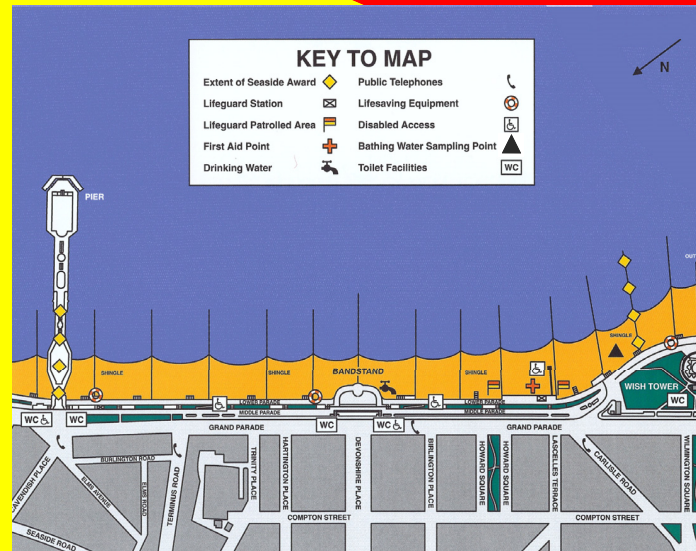 KEY TO MAP
Extent of Seaside Award
Public Telephones
Lifeguard Station
Lifesaving Equipment
Lifeguard Patrolled Area
Disabled Access
First Aid Point
Bathing Water Sampling Point
Drinking Water
Toilet Facilities
WC
N
PIER
OUT
SHINGLE
SHINGLE
BANDSTAND
SHINGLE
SHINGLE
WISH TOWER
WC
LOWER PARADE
MIDDLE PARADE
LOWER PARADE
MIDDLE PARADE
WC
WC
WC
GRAND PARADE
GRAND PARADE
CAVENDISH PLACE
BURLINGTON ROAD
ELMS AVENUE
ELMS ROAD
TERMINUS ROAD
SEASIDE ROAD
TRINITY PLACE
HARTINGTON PLACE
DEVONSHIRE PLACE
BIRLINGTON PLACE
HOWARD SQUARE
HOWARD SQUARE
LASCELLES TERRACE
CARLISLE ROAD
WILMINGTON SQUARE
COMPTON STREET
COMPTON STREET